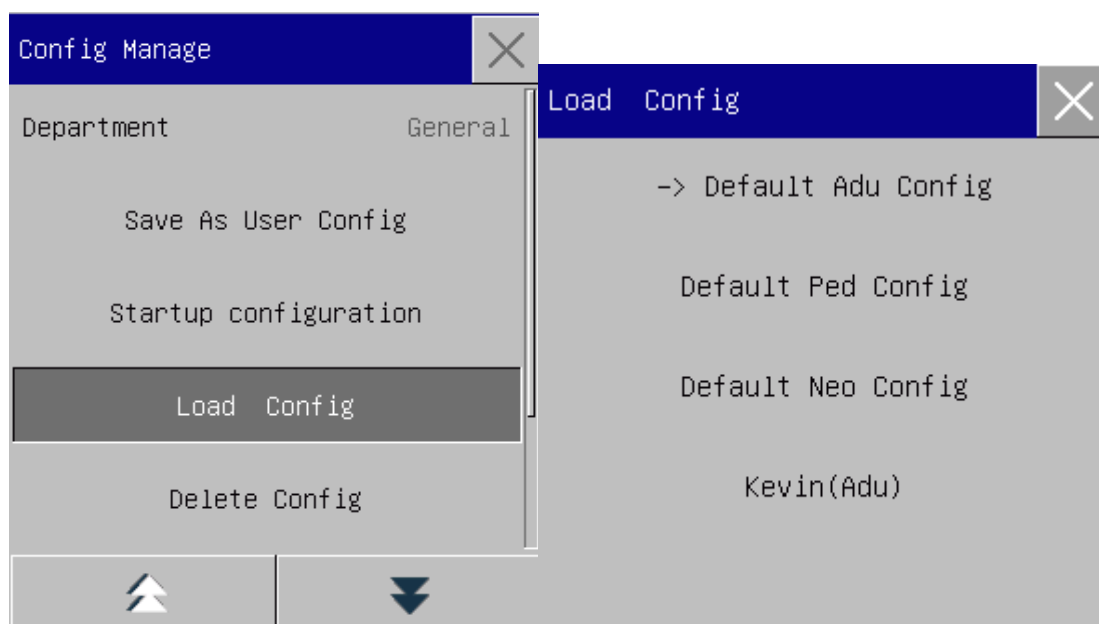 Config Manage
Department General
Save As User Config
Startup configuration
Load Config
Delete Config
Load Config
-> Default Adu Config
Default Ped Config
Default Neo Config
Kevin(Adu)